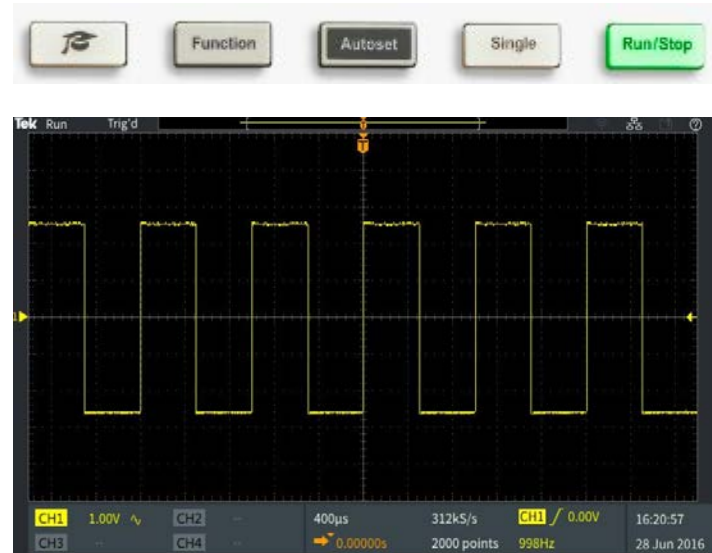 Function
Autoset
Single
Run/Stop
Tek Run Trig'd
T
1
CH1 1.00V CH2 -- 400µs 312kS/s CH1 0.00V 16:20:57
CH3 -- CH4 -- 0.00000s 2000 points 998Hz 28 Jun 2016